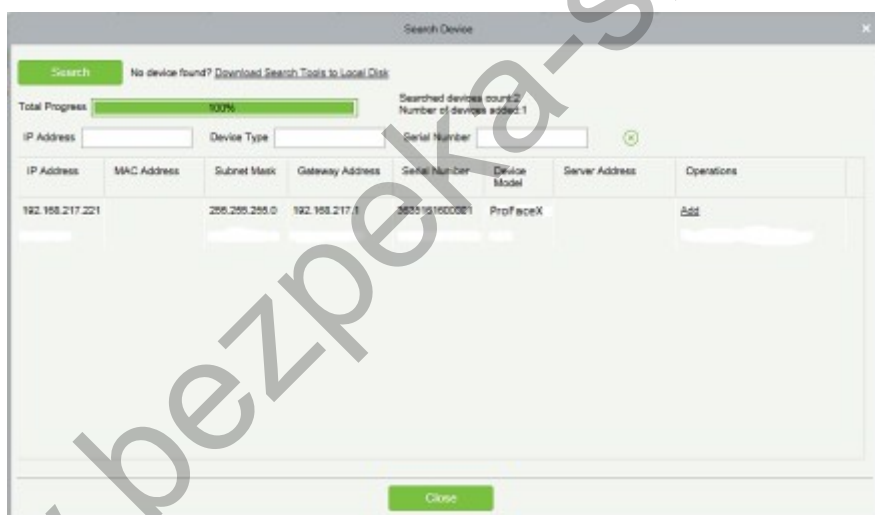 Search Device
Search No device found? Download Search Tools to Local Disk
Total Progress 100% Searched devices count:2
Number of devices added:1
IP Address Device Type Serial Number
IP Address MAC Address Subnet Mask Gateway Address Serial Number Device Model Server Address Operations
192.168.217.221 255.255.255.0 192.168.217.1 ProFaceX Add
Close
bezpeka-s